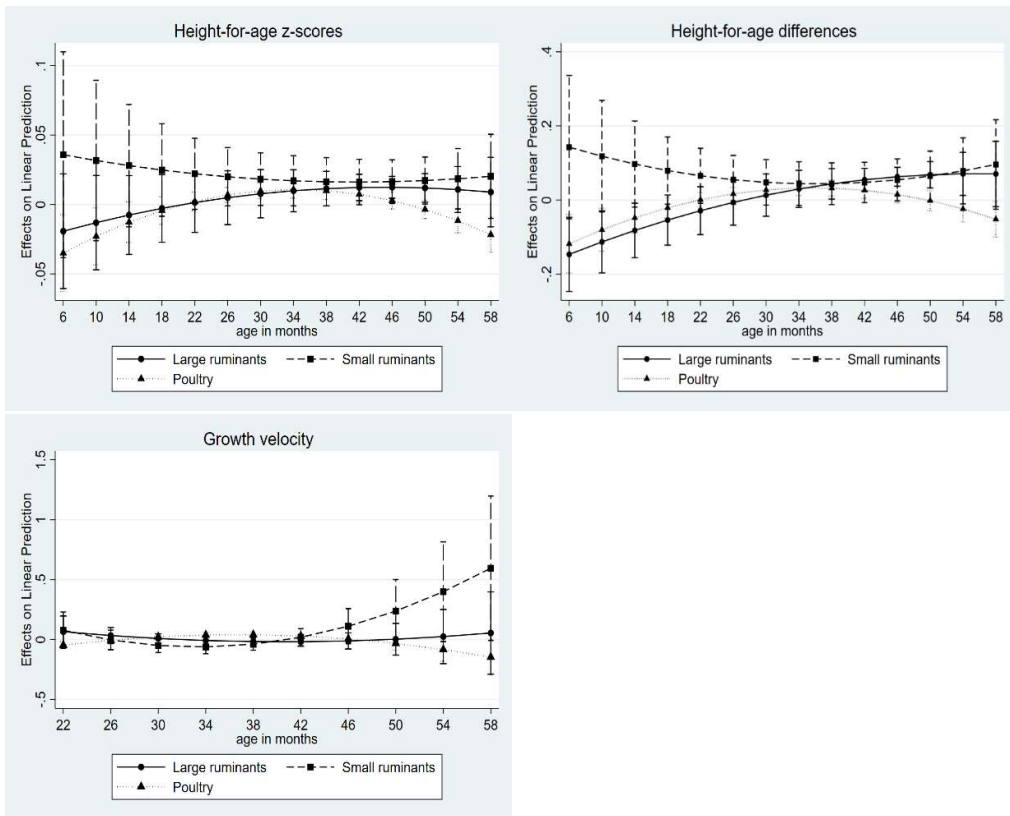 Height-for-age z-scores
Effects on Linear Prediction
.1
.05
0
-.05
6 10 14 18 22 26 30 34 38 42 46 50 54 58
age in months
Large ruminants Small ruminants
Poultry
Height-for-age differences
Effects on Linear Prediction
.4
.2
0
-.2
6 10 14 18 22 26 30 34 38 42 46 50 54 58
age in months
Large ruminants Small ruminants
Poultry
Growth velocity
Effects on Linear Prediction
1.5
1
.5
0
-.5
22 26 30 34 38 42 46 50 54 58
age in months
Large ruminants Small ruminants
Poultry